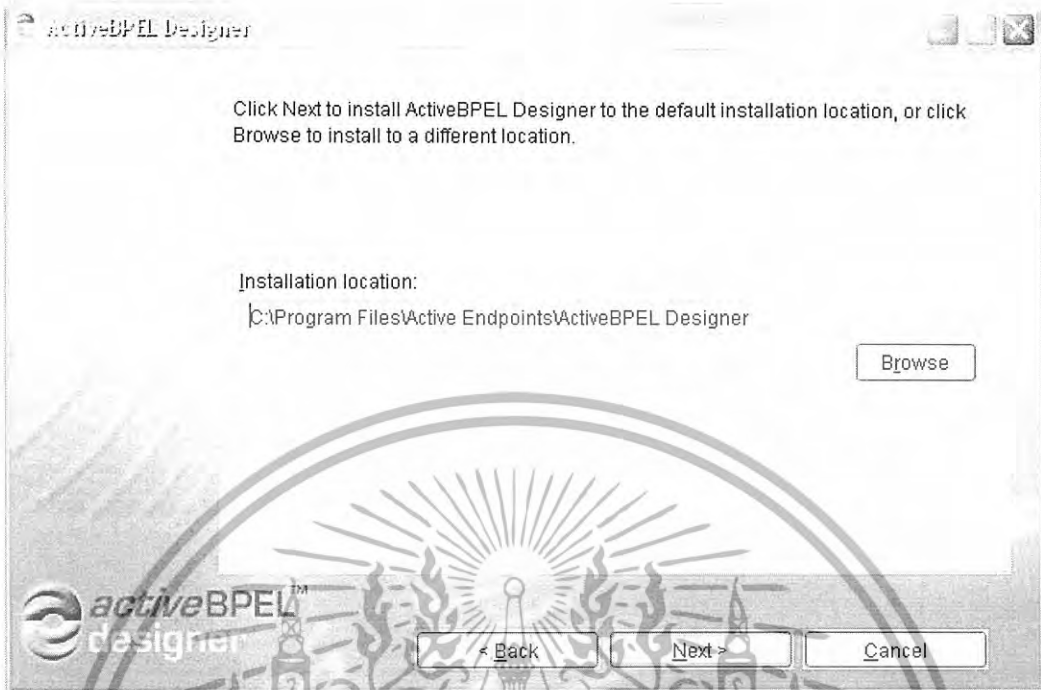 ActiveBPEL Designer
Click Next to install ActiveBPEL Designer to the default installation location, or click
Browse to install to a different location.
Installation location:
C:\Program Files\Active Endpoints\ActiveBPEL Designer
Browse
activeBPEL™
designer
< Back
Next >
Cancel